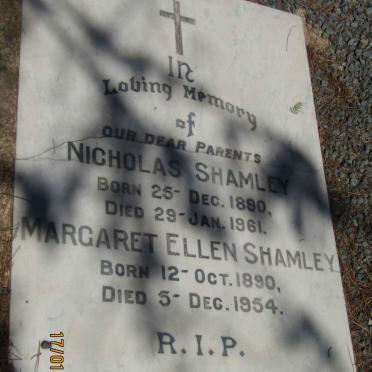 In
Loving Memory
of
OUR DEAR PARENTS
NICHOLAS SHAMLEY
BORN 25- DEC. 1890,
DIED 29-JAN. 1961.
MARGARET ELLEN SHAMLEY.
BORN 12-OCT. 1890,
DIED 5-DEC. 1954.
R.I.P.
17/01